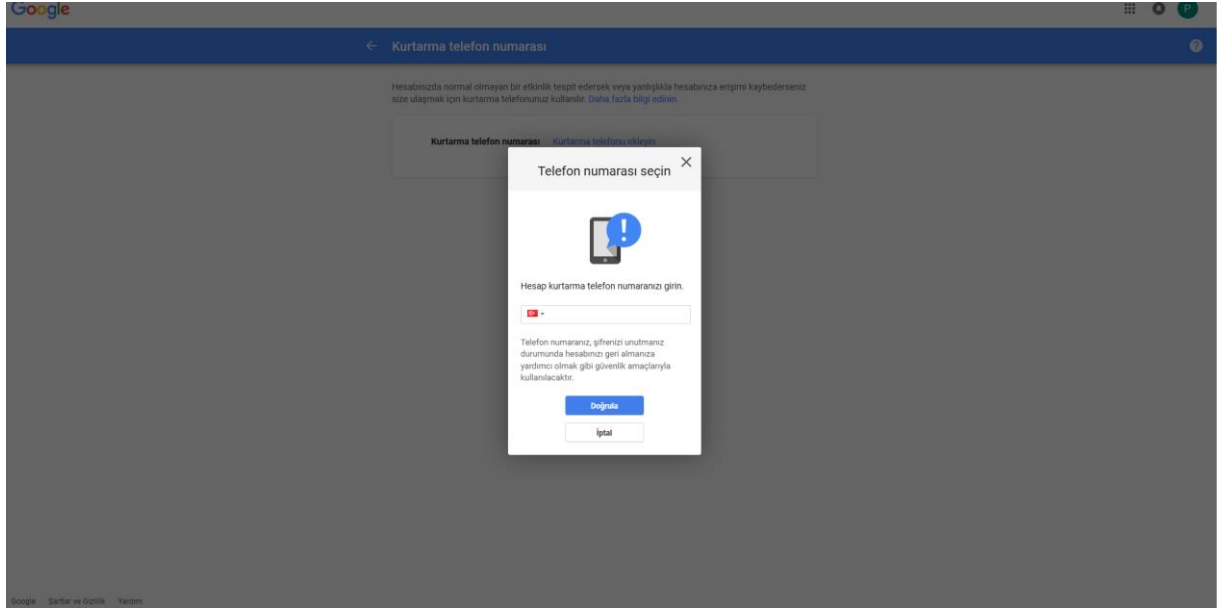 Google
P
Kurtarma telefon numarası
Hesabınızda normal olmayan bir etkinlik tespit edersek veya yanlışlıkla hesabınıza erişimi kaybederseniz
size ulaşmak için kurtarma telefonunuz kullanılır. Daha fazla bilgi edinin.
Kurtarma telefon numarası Kurtarma telefonu ekleyin
Telefon numarası seçin
Hesap kurtarma telefon numaranızı girin.
Telefon numaranız, şifrenizi unutmanız
durumunda hesabınızı geri almanıza
yardımcı olmak gibi güvenlik amaçlarıyla
kullanılacaktır.
Doğrula
İptal
Google Şartlar ve Gizlilik Yardım